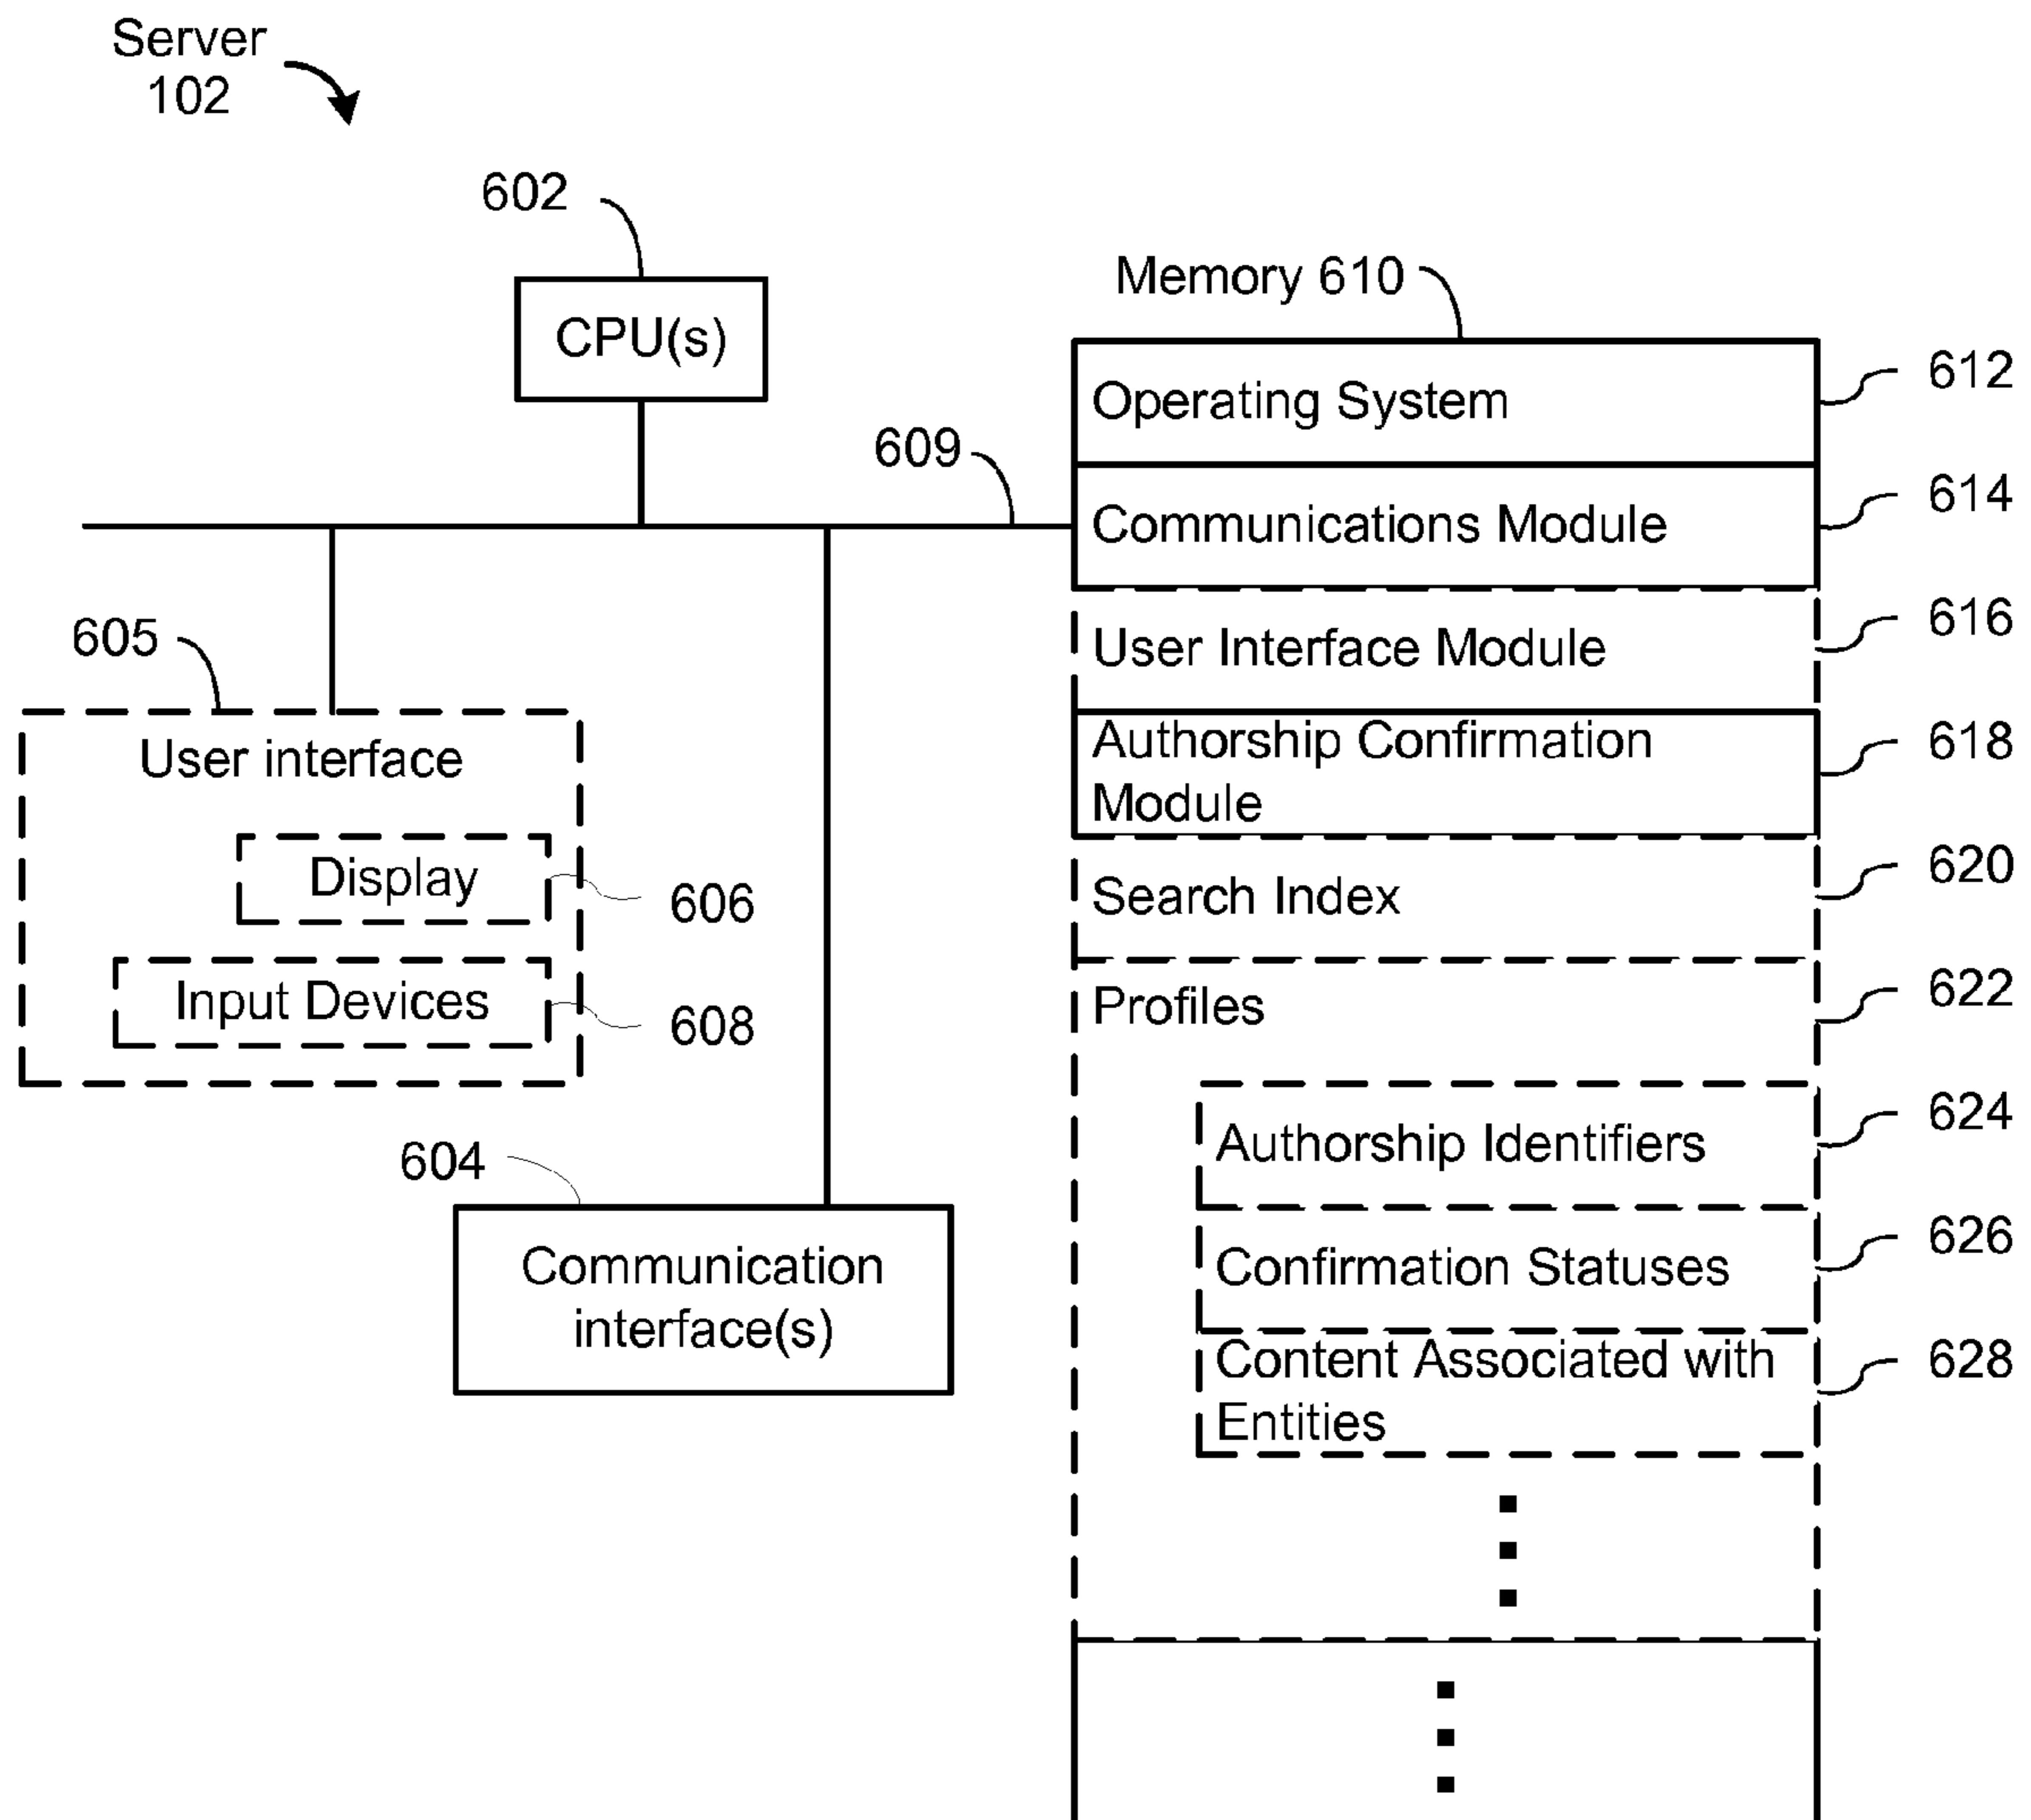 Server
102
602
CPU(s)
Memory 610
Operating System
612
609
Communications Module
614
User Interface Module
616
605
User interface
Authorship Confirmation
Module
618
Display
606
Search Index
620
Input Devices
608
Profiles
622
Authorship Identifiers
624
604
Communication
interface(s)
Confirmation Statuses
626
Content Associated with
Entities
628